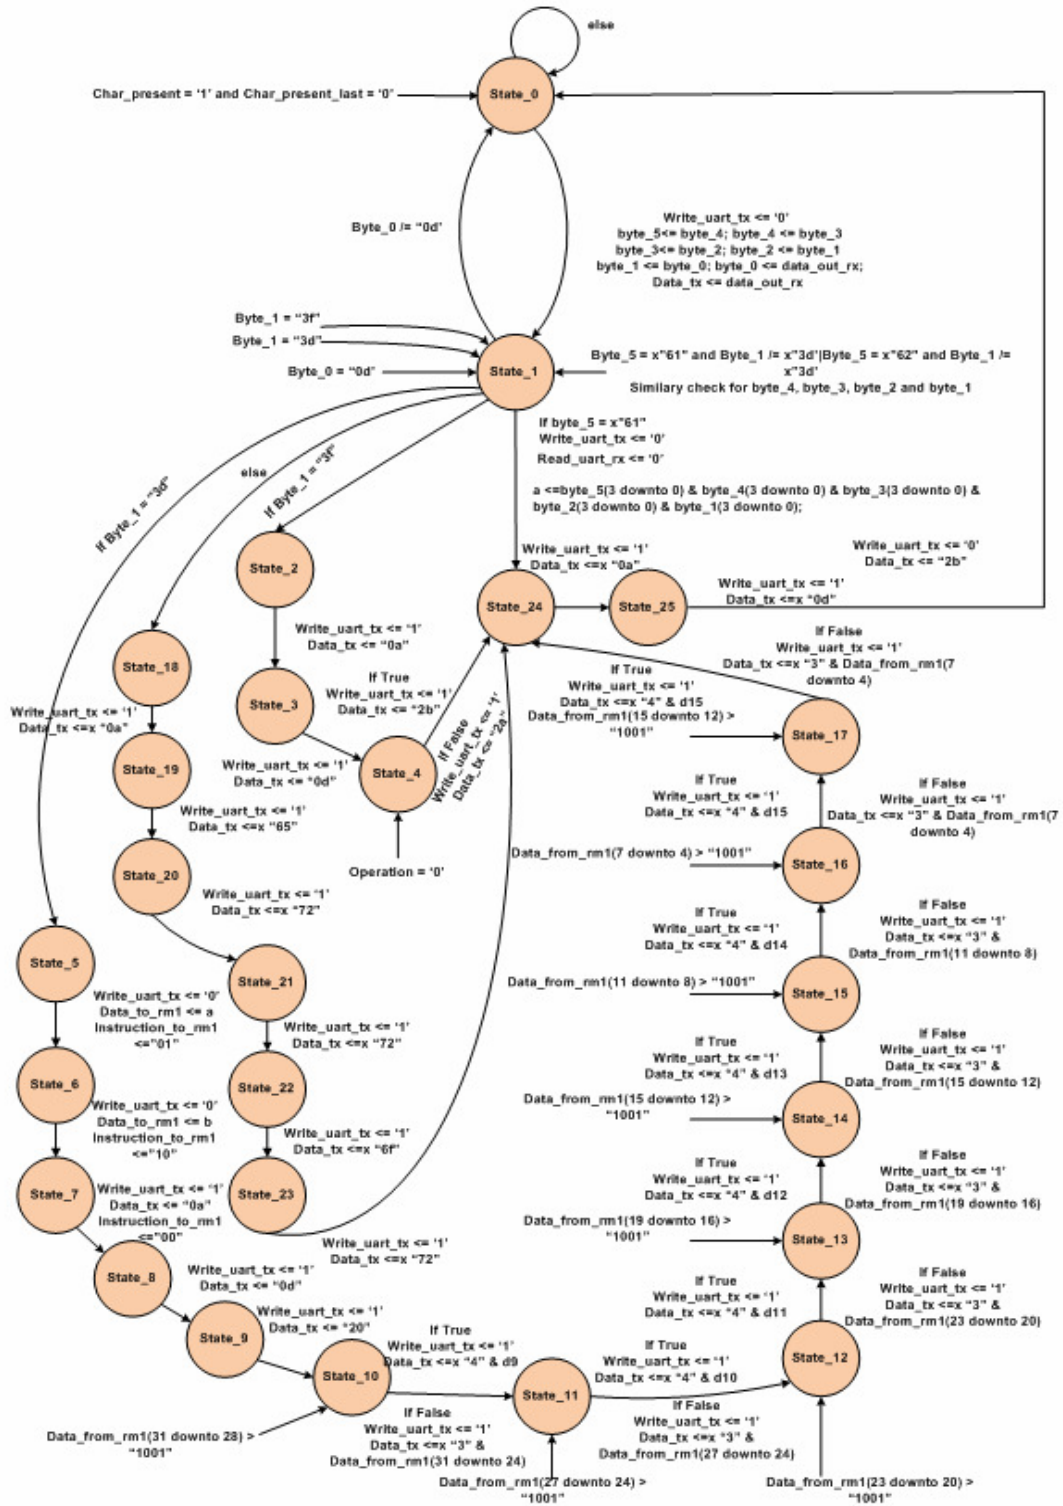 else
Char_present = '1' and Char_present_last = '0'
State_0
Byte_0 /= "0d"
Write_uart_tx <= '0'
byte_5<= byte_4; byte_4 <= byte_3
byte_3<= byte_2; byte_2 <= byte_1
byte_1 <= byte_0; byte_0 <= data_out_rx;
Data_tx <= data_out_rx
Byte_1 = "3f"
Byte_1 = "3d"
Byte_0 = "0d"
State_1
Byte_5 = x"61" and Byte_1 /= x"3d'|Byte_5 = x"62" and Byte_1 /=
x"3d'
Similary check for byte_4, byte_3, byte_2 and byte_1
If byte_5 = x"61"
Write_uart_tx <= '0'
Read_uart_rx <= '0'
a <=byte_5(3 downto 0) & byte_4(3 downto 0) & byte_3(3 downto 0) &
byte_2(3 downto 0) & byte_1(3 downto 0);
If Byte_1 = "3d"
else
If Byte_1 = "3f"
State_2
Write_uart_tx <= '1'
Data_tx <=x "0a"
Write_uart_tx <= '0'
Data_tx <= "2b"
State_24
State_25
Write_uart_tx <= '1'
Data_tx <=x "0d"
Write_uart_tx <= '1'
Data_tx <= "0a"
State_18
State_3
If True
Write_uart_tx <= '1'
Data_tx <= "2b"
If False
Write_uart_tx <= '1'
Data_tx <= "2a"
If True
Write_uart_tx <= '1'
Data_tx <=x "4" & d15
Data_from_rm1(15 downto 12) >
"1001"
If False
Write_uart_tx <= '1'
Data_tx <=x "3" & Data_from_rm1(7
downto 4)
State_17
Write_uart_tx <= '1'
Data_tx <=x "0a"
State_19
Write_uart_tx <= '1'
Data_tx <= "0d"
State_4
Write_uart_tx <= '1'
Data_tx <=x "65"
If True
Write_uart_tx <= '1'
Data_tx <=x "4" & d15
If False
Write_uart_tx <= '1'
Data_tx <=x "3" & Data_from_rm1(7
downto 4)
Operation = '0'
Data_from_rm1(7 downto 4) > "1001"
State_16
State_20
Write_uart_tx <= '1'
Data_tx <=x "72"
If True
Write_uart_tx <= '1'
Data_tx <=x "4" & d14
If False
Write_uart_tx <= '1'
Data_tx <=x "3" &
Data_from_rm1(11 downto 8)
State_5
State_21
Data_from_rm1(11 downto 8) > "1001"
State_15
Write_uart_tx <= '0'
Data_to_rm1 <= a
Instruction_to_rm1
<="01"
Write_uart_tx <= '1'
Data_tx <=x "72"
If True
Write_uart_tx <= '1'
Data_tx <=x "4" & d13
If False
Write_uart_tx <= '1'
Data_tx <=x "3" &
Data_from_rm1(15 downto 12)
State_6
State_22
Data_from_rm1(15 downto 12) >
"1001"
State_14
Write_uart_tx <= '0'
Data_to_rm1 <= b
Instruction_to_rm1
<="10"
Write_uart_tx <= '1'
Data_tx <=x "6f"
If True
Write_uart_tx <= '1'
Data_tx <=x "4" & d12
If False
Write_uart_tx <= '1'
Data_tx <=x "3" &
Data_from_rm1(19 downto 16)
State_7
Write_uart_tx <= '1'
Data_tx <= "0a"
Instruction_to_rm1
<="00"
State_23
Data_from_rm1(19 downto 16) >
"1001"
State_13
Write_uart_tx <= '1'
Data_tx <=x "72"
State_8
Write_uart_tx <= '1'
Data_tx <= "0d"
If True
Write_uart_tx <= '1'
Data_tx <=x "4" & d11
If False
Write_uart_tx <= '1'
Data_tx <=x "3" &
Data_from_rm1(23 downto 20)
State_9
Write_uart_tx <= '1'
Data_tx <= "20"
State_10
If True
Write_uart_tx <= '1'
Data_tx <=x "4" & d9
State_11
If True
Write_uart_tx <= '1'
Data_tx <=x "4" & d10
State_12
Data_from_rm1(31 downto 28) >
"1001"
If False
Write_uart_tx <= '1'
Data_tx <=x "3" &
Data_from_rm1(31 downto 24)
If False
Write_uart_tx <= '1'
Data_tx <=x "3" &
Data_from_rm1(27 downto 24)
Data_from_rm1(27 downto 24) >
"1001"
Data_from_rm1(23 downto 20) >
"1001"